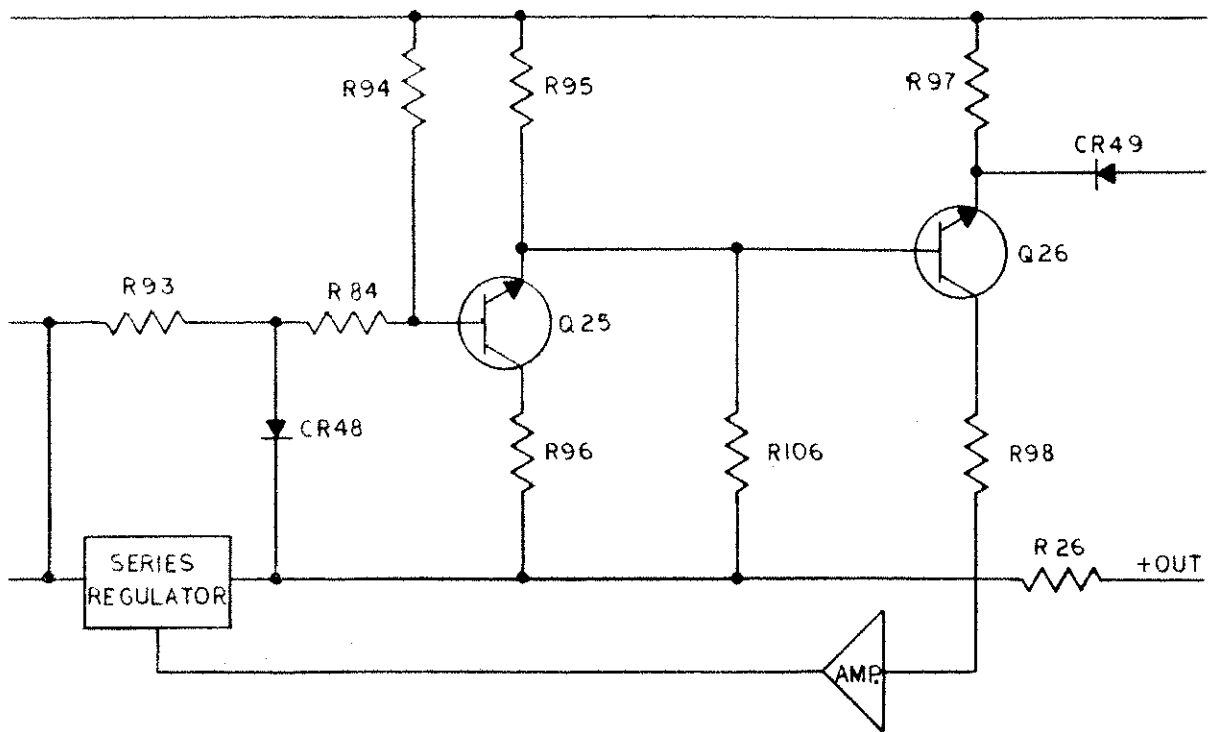 R94
R95
R97
CR49
Q26
R93
R84
Q25
CR48
R96
R106
R98
SERIES
REGULATOR
R26
+OUT
AMP.